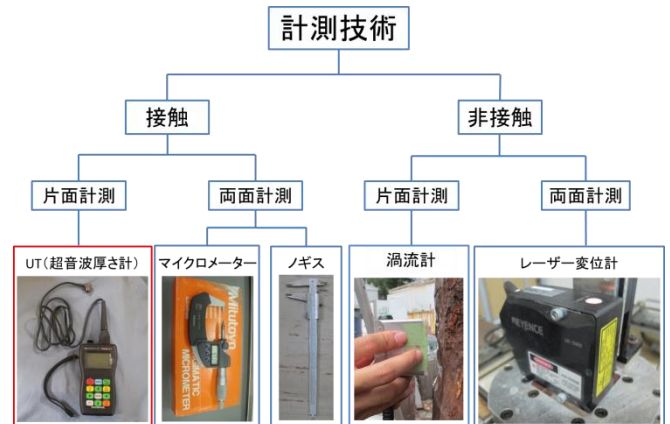 計測技術
接触
非接触
片面計測
両面計測
片面計測
両面計測
UT(超音波厚さ計)
マイクロメーター
ノギス
渦流計
レーザー変位計
Mitutoyo
MATIC
MICROMETER
KEYENCE